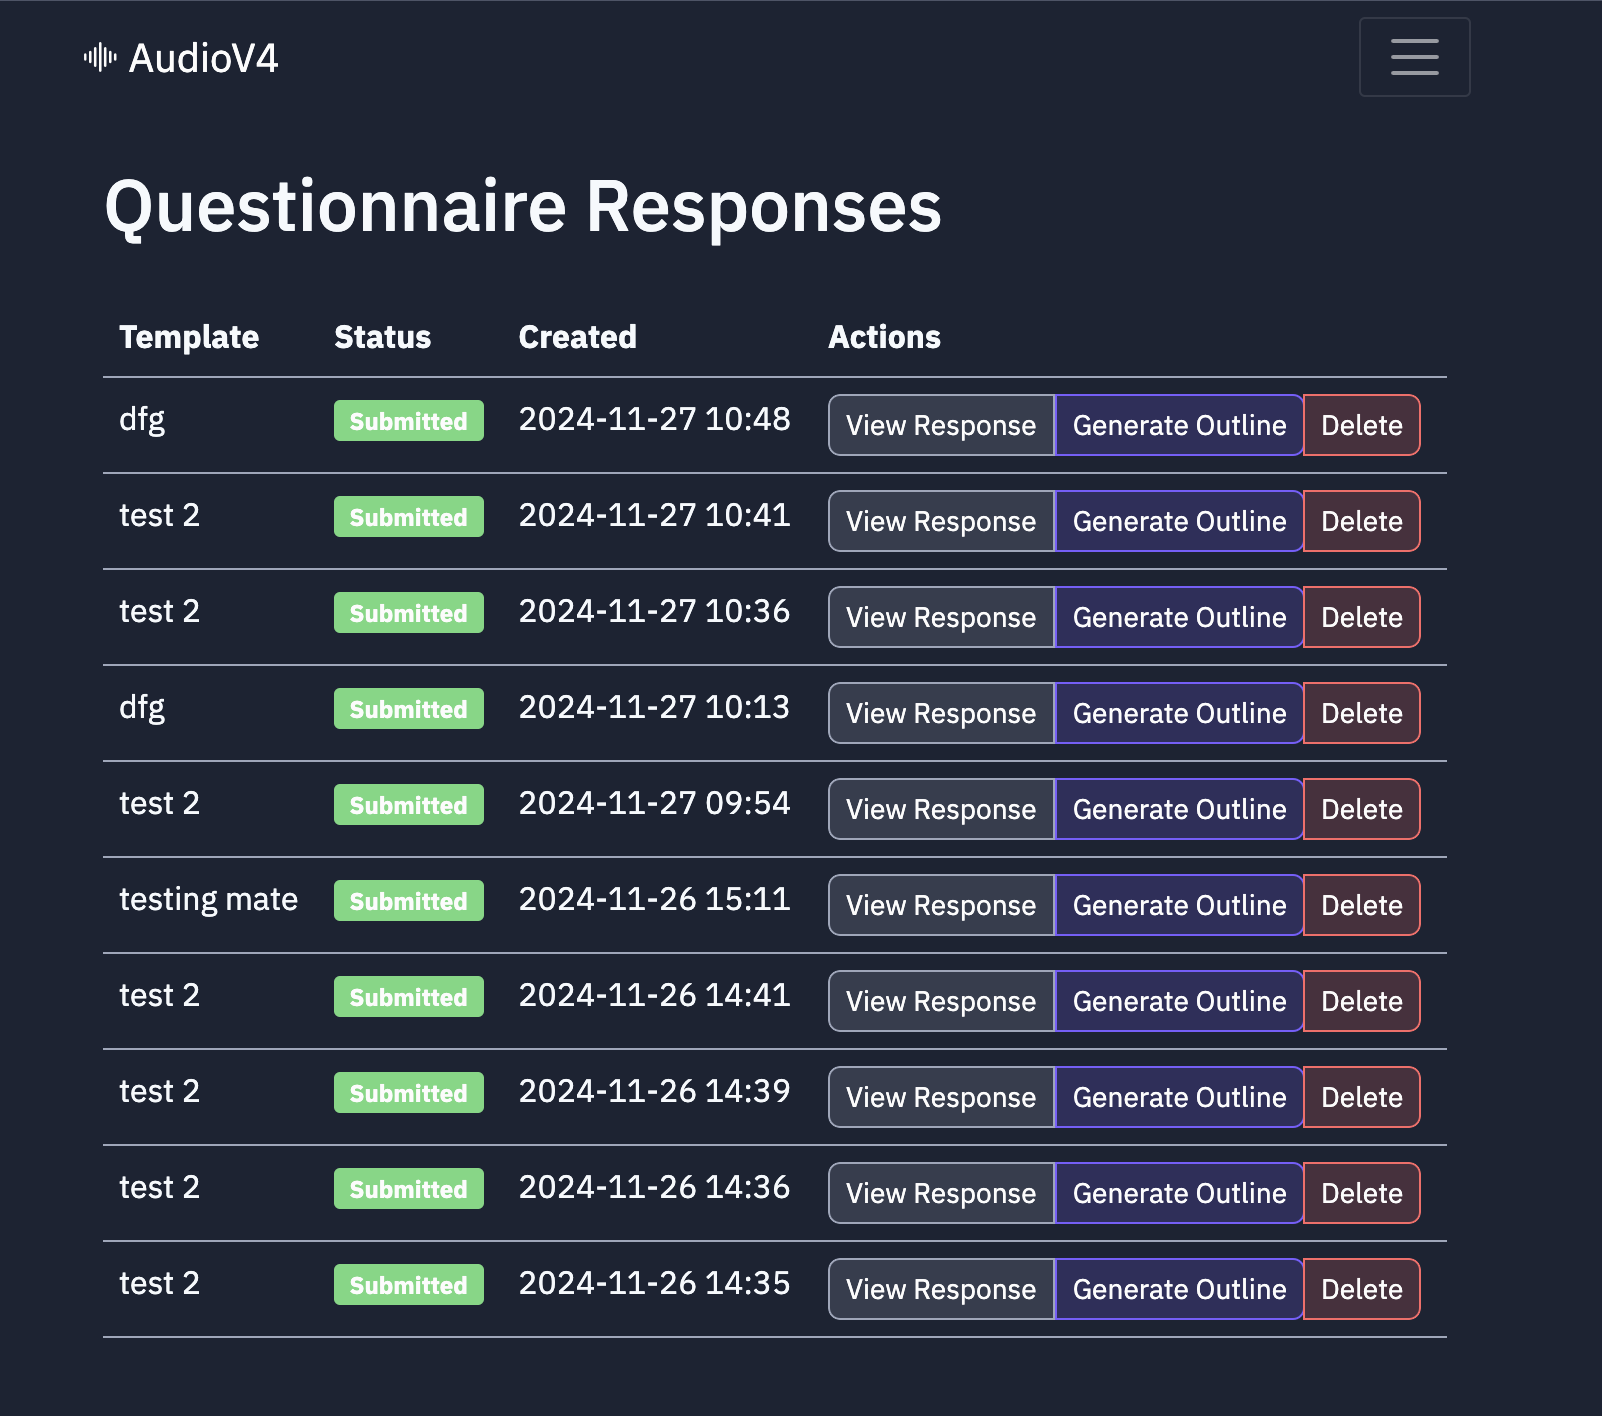 AudioV4
Questionnaire Responses
Template Status Created Actions
dfg Submitted 2024-11-27 10:48 View Response Generate Outline Delete
test 2 Submitted 2024-11-27 10:41 View Response Generate Outline Delete
test 2 Submitted 2024-11-27 10:36 View Response Generate Outline Delete
dfg Submitted 2024-11-27 10:13 View Response Generate Outline Delete
test 2 Submitted 2024-11-27 09:54 View Response Generate Outline Delete
testing mate Submitted 2024-11-26 15:11 View Response Generate Outline Delete
test 2 Submitted 2024-11-26 14:41 View Response Generate Outline Delete
test 2 Submitted 2024-11-26 14:39 View Response Generate Outline Delete
test 2 Submitted 2024-11-26 14:36 View Response Generate Outline Delete
test 2 Submitted 2024-11-26 14:35 View Response Generate Outline Delete